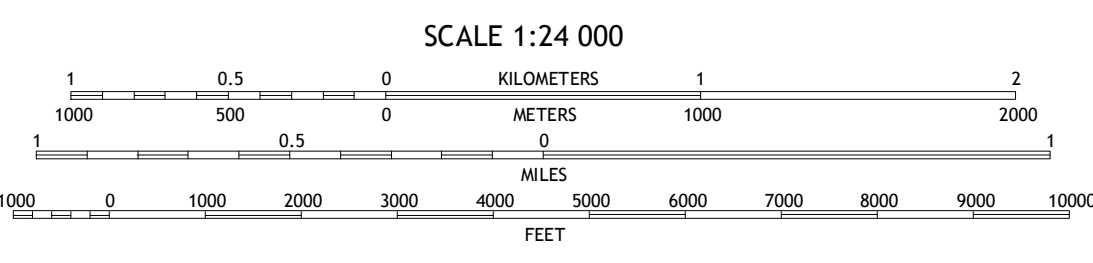 SCALE 1:24 000
1 0.5 0 KILOMETERS 1 2
1000 500 0 METERS 1000 2000
1 0.5 0 1
MILES
1000 0 1000 2000 3000 4000 5000 6000 7000 8000 9000 10000
FEET